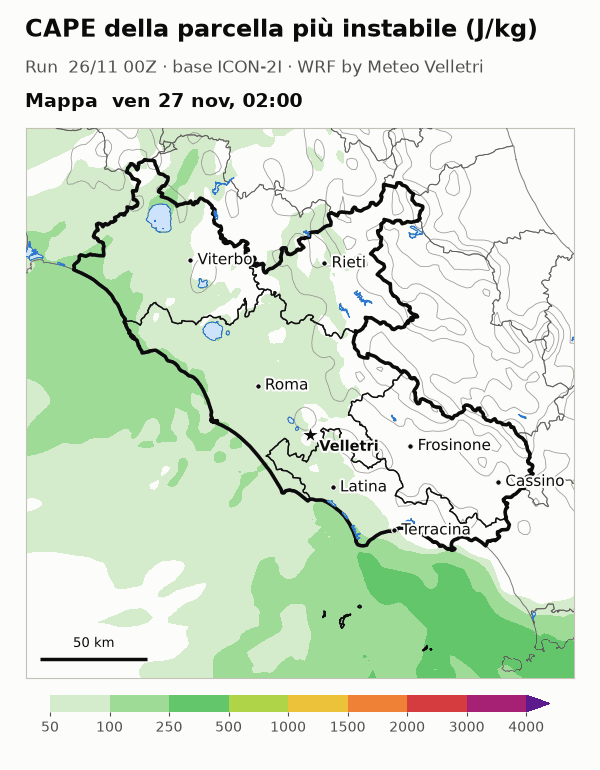 CAPE della parcella più instabile (J/kg)
Run  26/11 00Z · base ICON-2I · WRF by Meteo Velletri
Mappa  ven 27 nov, 02:00
Viterbo
Rieti
Roma
Velletri
Frosinone
Cassino
Latina
Terracina
50 km
50 100 250 500 1000 1500 2000 3000 4000